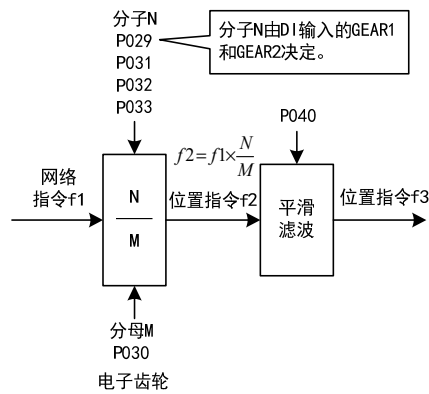 分子N
P029
P031
P032
P033
分子N由DI输入的GEAR1
和GEAR2决定。
P040
f2=f1×N/M
网络
指令f1
N
M
位置指令f2
平滑
滤波
位置指令f3
分母M
P030
电子齿轮